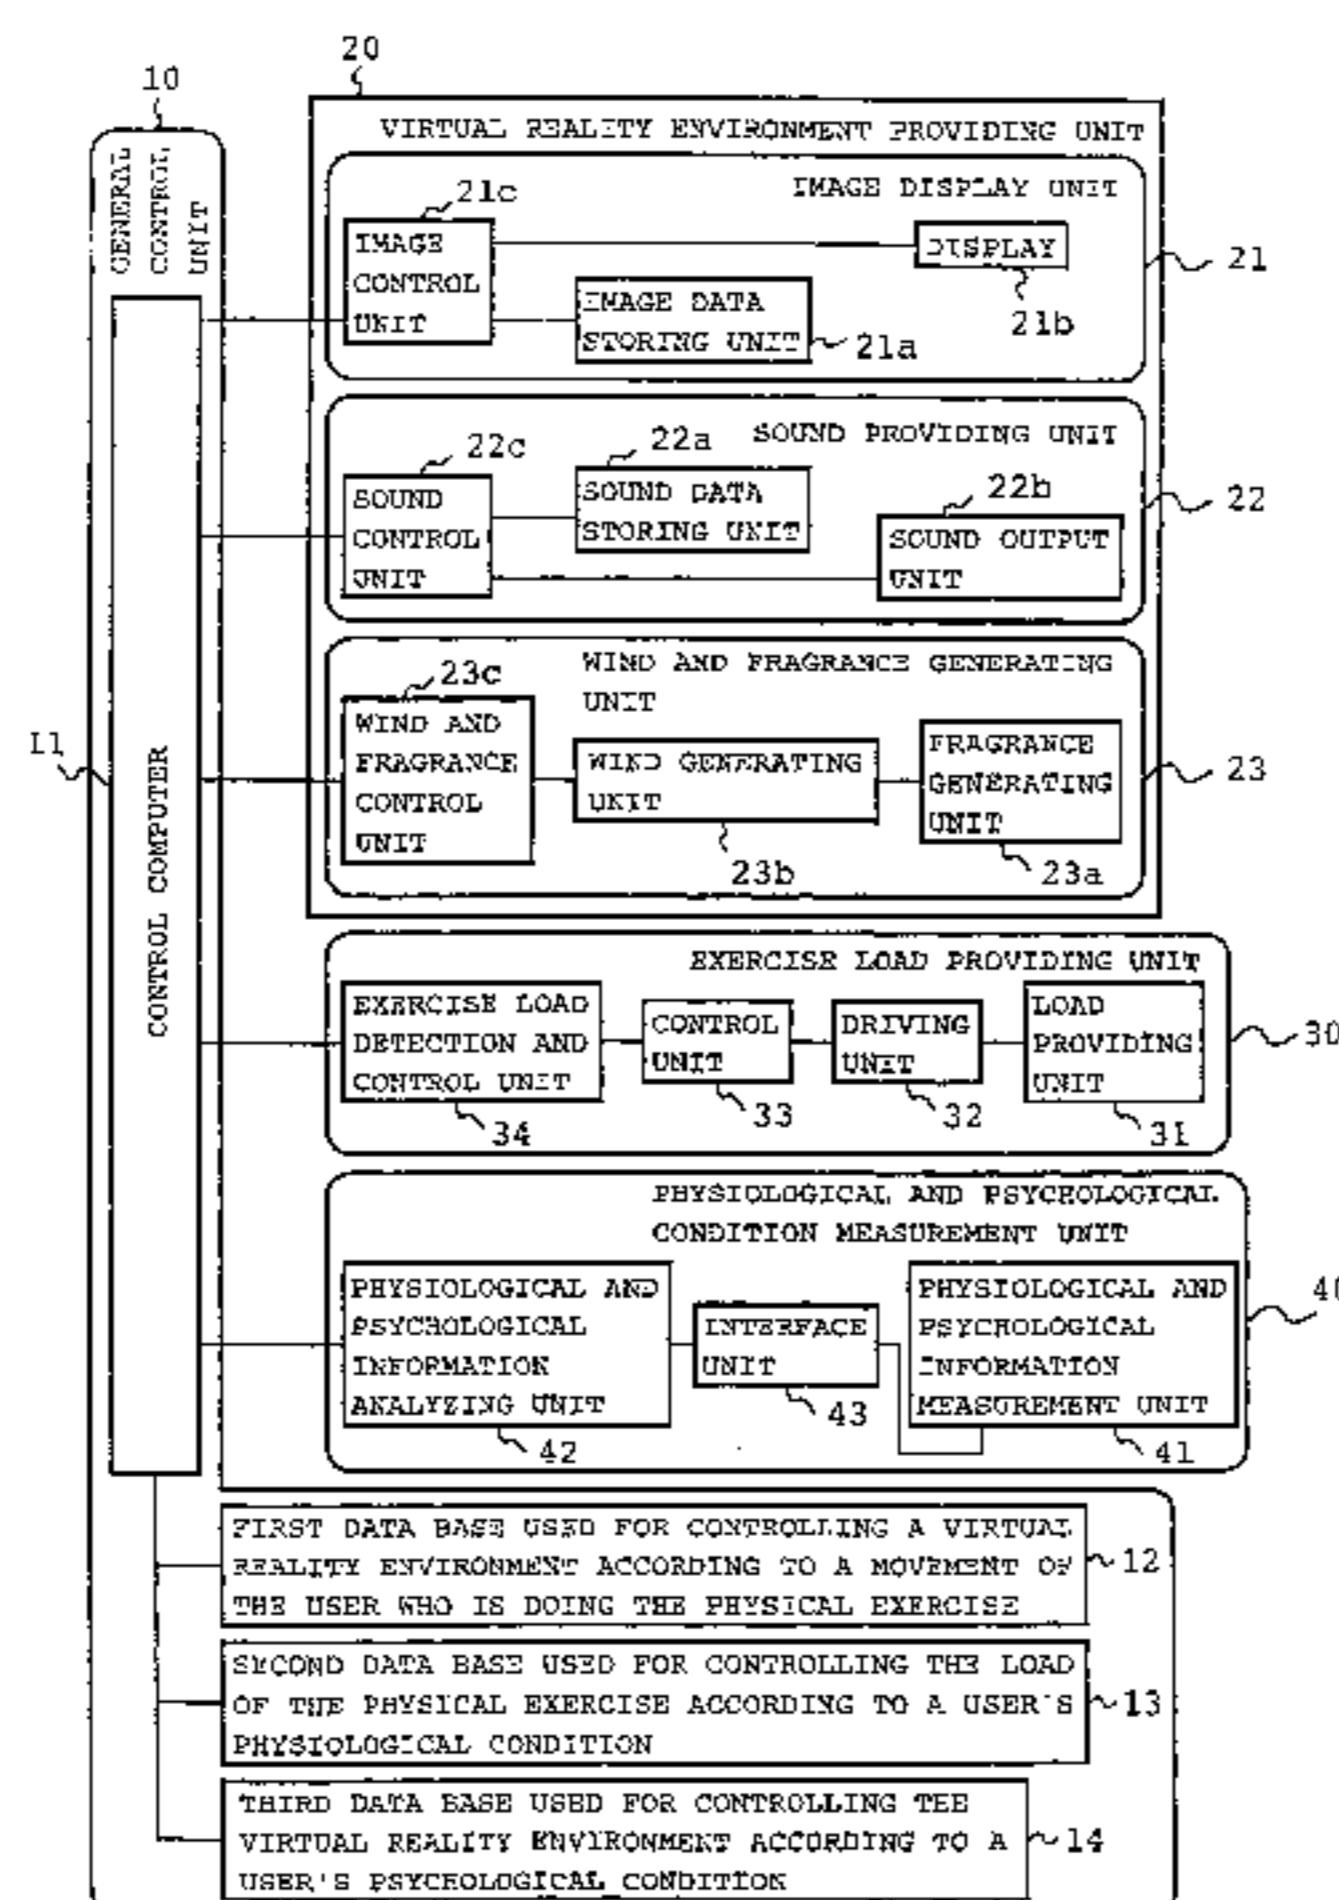 20
10
VIRTUAL REALITY ENVIRONMENT PROVIDING UNIT
GENERAL
CONTROL
UNIT
IMAGE DISPLAY UNIT
21c
IMAGE
CONTROL
UNIT
DISPLAY
21
21b
IMAGE DATA
STORING UNIT
21a
SOUND PROVIDING UNIT
22c
22a
SOUND
CONTROL
UNIT
SOUND DATA
STORING UNIT
22b
SOUND OUTPUT
UNIT
22
WIND AND FRAGRANCE GENERATING
UNIT
23c
WIND AND
FRAGRANCE
CONTROL
UNIT
WIND GENERATING
UNIT
FRAGRANCE
GENERATING
UNIT
23
23b
23a
11
CONTROL COMPUTER
EXERCISE LOAD PROVIDING UNIT
EXERCISE LOAD
DETECTION AND
CONTROL UNIT
CONTROL
UNIT
DRIVING
UNIT
LOAD
PROVIDING
UNIT
30
34
33
32
31
PHYSIOLOGICAL AND PSYCHOLOGICAL
CONDITION MEASUREMENT UNIT
PHYSIOLOGICAL AND
PSYCHOLOGICAL
INFORMATION
ANALYZING UNIT
INTERFACE
UNIT
PHYSIOLOGICAL AND
PSYCHOLOGICAL
INFORMATION
MEASUREMENT UNIT
40
42
43
41
FIRST DATA BASE USED FOR CONTROLLING A VIRTUAL
REALITY ENVIRONMENT ACCORDING TO A MOVEMENT OF
THE USER WHO IS DOING THE PHYSICAL EXERCISE
12
SECOND DATA BASE USED FOR CONTROLLING THE LOAD
OF THE PHYSICAL EXERCISE ACCORDING TO A USER'S
PHYSIOLOGICAL CONDITION
13
THIRD DATA BASE USED FOR CONTROLLING THE
VIRTUAL REALITY ENVIRONMENT ACCORDING TO A
USER'S PSYCHOLOGICAL CONDITION
14